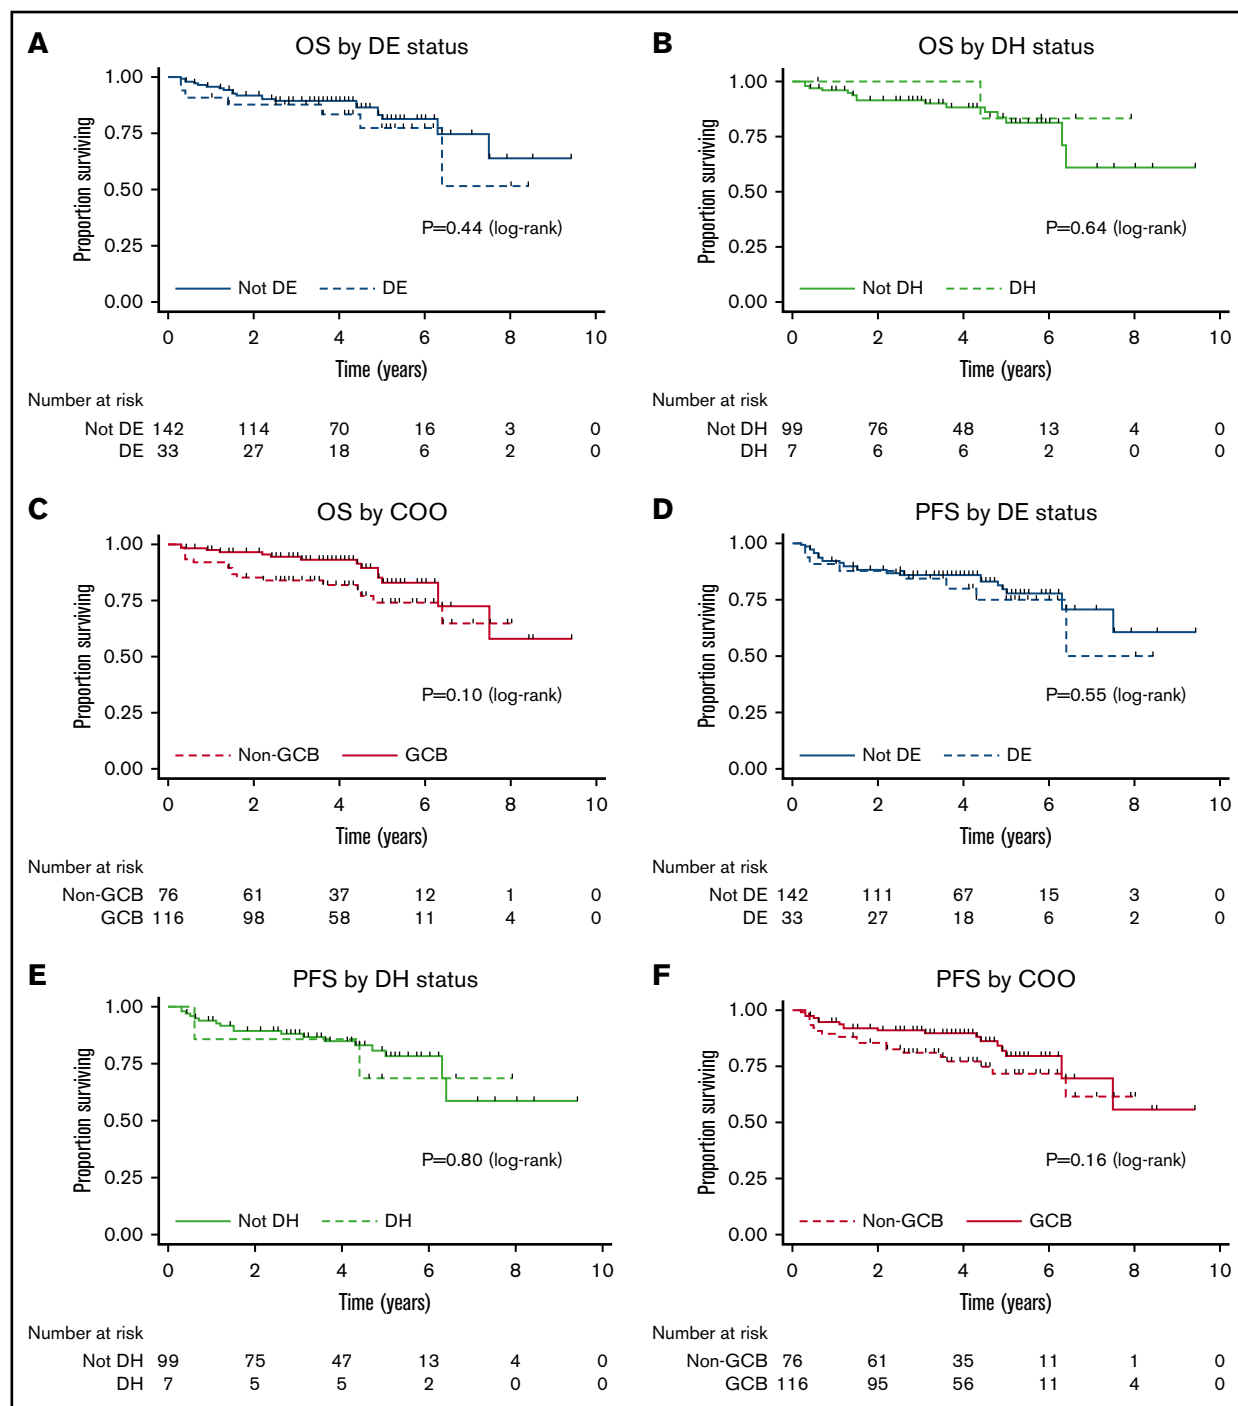 A
OS by DE status
Proportion surviving
1.00
0.75
0.50
0.25
0.00
P=0.44 (log-rank)
Not DE DE
0 2 4 6 8 10
Time (years)
Number at risk
Not DE 142 114 70 16 3 0
DE 33 27 18 6 2 0
B
OS by DH status
Proportion surviving
1.00
0.75
0.50
0.25
0.00
P=0.64 (log-rank)
Not DH DH
0 2 4 6 8 10
Time (years)
Number at risk
Not DH 99 76 48 13 4 0
DH 7 6 6 2 0 0
C
OS by COO
Proportion surviving
1.00
0.75
0.50
0.25
0.00
P=0.10 (log-rank)
Non-GCB GCB
0 2 4 6 8 10
Time (years)
Number at risk
Non-GCB 76 61 37 12 1 0
GCB 116 98 58 11 4 0
D
PFS by DE status
Proportion surviving
1.00
0.75
0.50
0.25
0.00
P=0.55 (log-rank)
Not DE DE
0 2 4 6 8 10
Time (years)
Number at risk
Not DE 142 111 67 15 3 0
DE 33 27 18 6 2 0
E
PFS by DH status
Proportion surviving
1.00
0.75
0.50
0.25
0.00
P=0.80 (log-rank)
Not DH DH
0 2 4 6 8 10
Time (years)
Number at risk
Not DH 99 75 47 13 4 0
DH 7 5 5 2 0 0
F
PFS by COO
Proportion surviving
1.00
0.75
0.50
0.25
0.00
P=0.16 (log-rank)
Non-GCB GCB
0 2 4 6 8 10
Time (years)
Number at risk
Non-GCB 76 61 35 11 1 0
GCB 116 95 56 11 4 0